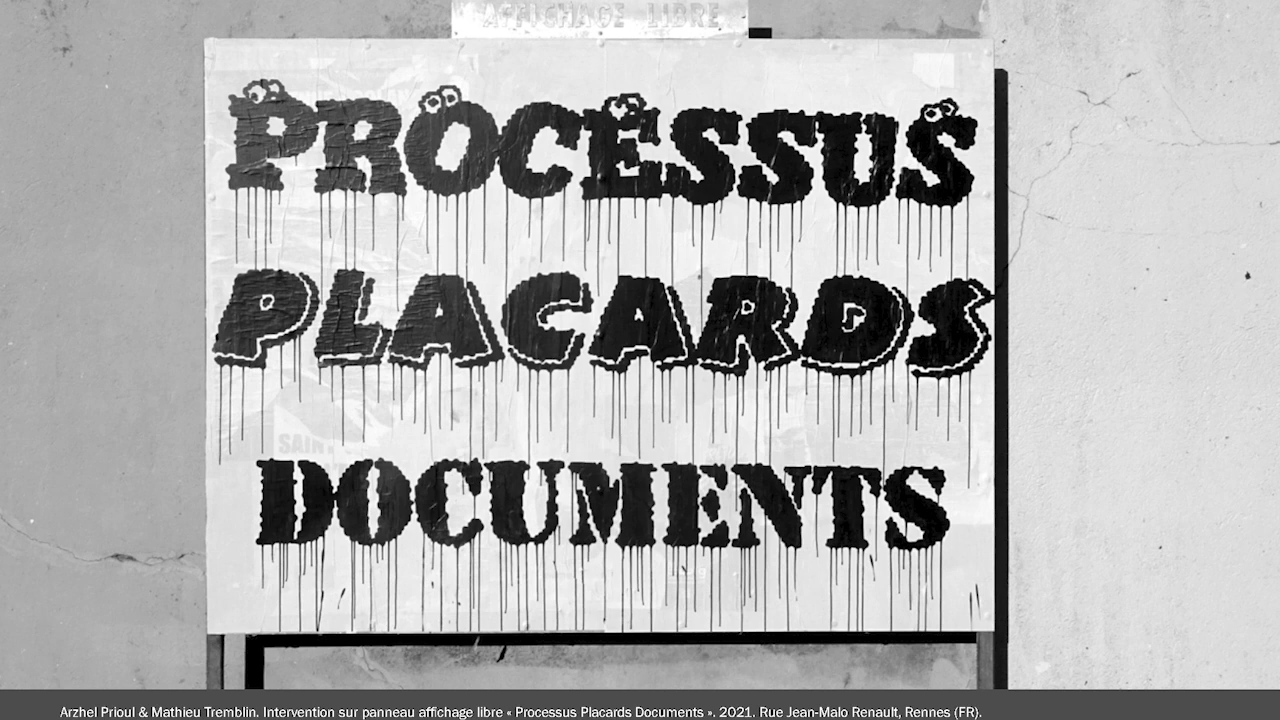 AFFICHAGE LIBRE
PROCESSUS
PLACARDS
DOCUMENTS
Arzhel Prioul & Mathieu Tremblin. Intervention sur panneau affichage libre « Processus Placards Documents ». 2021. Rue Jean-Malo Renault, Rennes (FR).